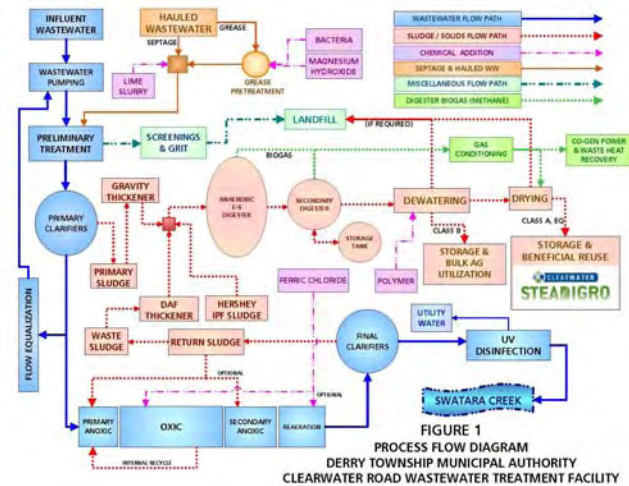 INFLUENT
WASTEWATER
HAULED
WASTEWATER
SEPTAGE
GREASE
BACTERIA
MAGNESIUM
HYDROXIDE
GREASE
PRETREATMENT
LIME
SLURRY
WASTEWATER
PUMPING
WASTEWATER FLOW PATH
SLUDGE / SOLIDS FLOW PATH
CHEMICAL ADDITION
SEPTAGE & HAULED WW
MISCELLANEOUS FLOW PATH
DIGESTER BIOGAS (METHANE)
PRELIMINARY
TREATMENT
SCREENINGS
& GRIT
LANDFILL
(IF REQUIRED)
BIOGAS
GAS
CONDITIONING
CO-GEN POWER
& WASTE HEAT
RECOVERY
GRAVITY
THICKENER
ANAEROBIC
DIGESTER
SECONDARY
DIGESTER
DEWATERING
DRYING
PRIMARY
CLARIFIERS
STORAGE
TANK
CLASS B
CLASS A, EQ
PRIMARY
SLUDGE
DAF
THICKENER
HERSHEY
IPF SLUDGE
FERRIC CHLORIDE
POLYMER
STORAGE &
BULK AG
UTILIZATION
STORAGE &
BENEFICIAL REUSE
CLEARWATER
STEADIGRO
FLOW EQUALIZATION
WASTE
SLUDGE
RETURN SLUDGE
FINAL
CLARIFIERS
UTILITY
WATER
UV
DISINFECTION
OPTIONAL
OPTIONAL
PRIMARY
ANOXIC
OXIC
SECONDARY
ANOXIC
REAERATION
INTERNAL RECYCLE
SWATARA CREEK
FIGURE 1
PROCESS FLOW DIAGRAM
DERRY TOWNSHIP MUNICIPAL AUTHORITY
CLEARWATER ROAD WASTEWATER TREATMENT FACILITY